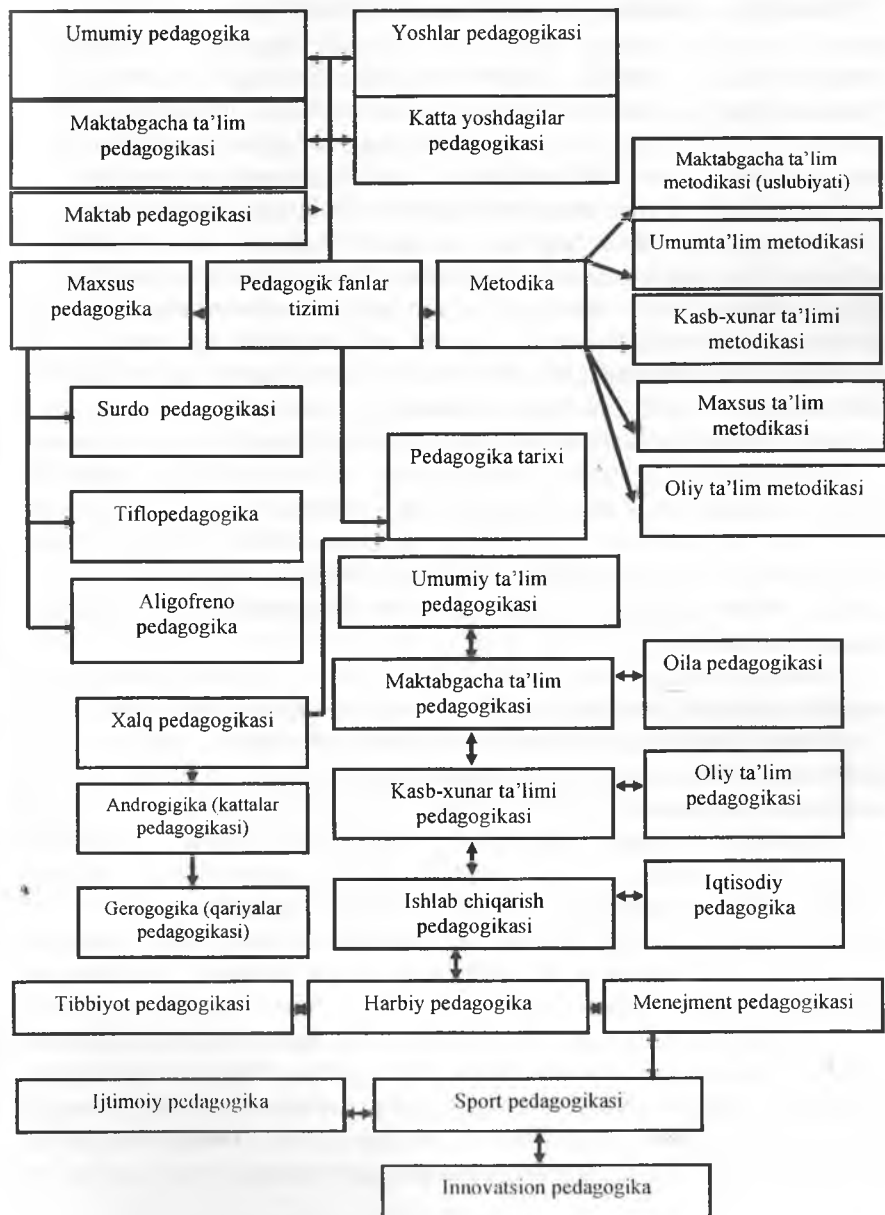 Umumiy pedagogika
Yoshlar pedagogikasi
Maktabgacha ta’lim
pedagogikasi
Katta yoshdagilar
pedagogikasi
Maktabgacha ta’lim
metodikasi (uslubiyati)
Maktab pedagogikasi
Umumta’lim metodikasi
Maxsus
pedagogika
Pedagogik fanlar
tizimi
Metodika
Kasb-xunar ta’limi
metodikasi
Surdo pedagogikasi
Maxsus ta’lim
metodikasi
Pedagogika tarixi
Oliy ta’lim metodikasi
Tiflopedagogika
Umumiy ta’lim
pedagogikasi
Aligofreno
pedagogika
Maktabgacha ta’lim
pedagogikasi
Oila pedagogikasi
Xalq pedagogikasi
Kasb-xunar ta’limi
pedagogikasi
Oliy ta’lim
pedagogikasi
Androgigika (kattalar
pedagogikasi)
Ishlab chiqarish
pedagogikasi
Iqtisodiy
pedagogika
Gerogogika (qariyalar
pedagogikasi)
Tibbiyot pedagogikasi
Harbiy pedagogika
Menejment pedagogikasi
Ijtimoiy pedagogika
Sport pedagogikasi
Innovatsion pedagogika